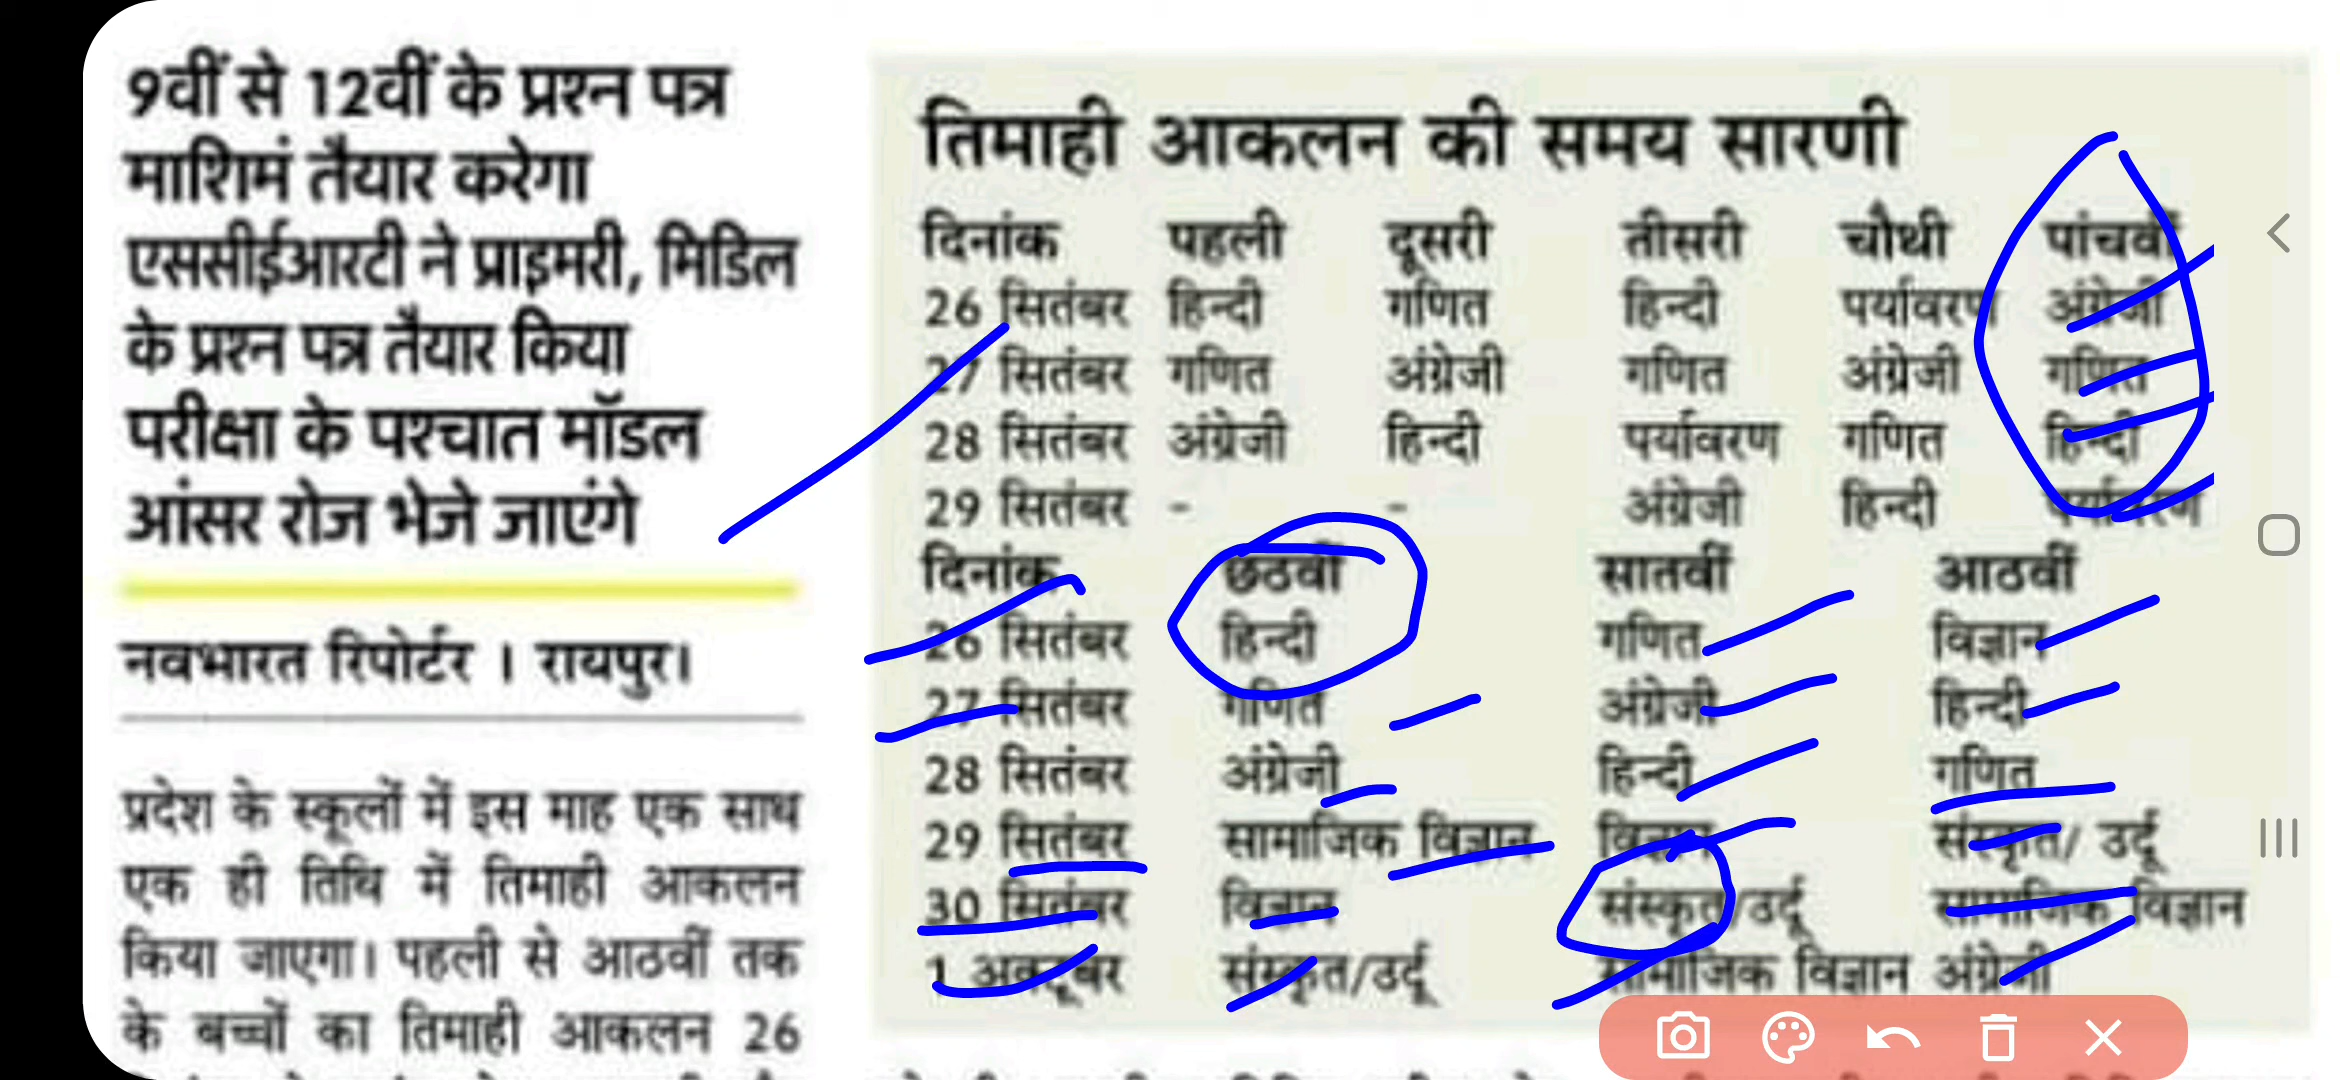 9वीं से 12वीं के प्रश्न पत्र
माशिमं तैयार करेगा
एससीईआरटी ने प्राइमरी, मिडिल
के प्रश्न पत्र तैयार किया
परीक्षा के पश्चात मॉडल
आंसर रोज भेजे जाएंगे
नवभारत रिपोर्टर । रायपुर।
प्रदेश के स्कूलों में इस माह एक साथ
एक ही तिथि में तिमाही आकलन
किया जाएगा। पहली से आठवीं तक
के बच्चों का तिमाही आकलन 26
तिमाही आकलन की समय सारणी
दिनांक पहली दूसरी तीसरी चौथी पांचवीं
26 सितंबर हिन्दी गणित हिन्दी पर्यावरण अंग्रेजी
27 सितंबर गणित अंग्रेजी गणित अंग्रेजी गणित
28 सितंबर अंग्रेजी हिन्दी पर्यावरण गणित हिन्दी
29 सितंबर - - अंग्रेजी हिन्दी पर्यावरण
दिनांक छठवीं सातवीं आठवीं
26 सितंबर हिन्दी गणित विज्ञान
27 सितंबर गणित अंग्रेजी हिन्दी
28 सितंबर अंग्रेजी हिन्दी गणित
29 सितंबर सामाजिक विज्ञान विज्ञान संस्कृत/ उर्दू
30 सितंबर विज्ञान संस्कृत/उर्दू सामाजिक विज्ञान
1 अक्टूबर संस्कृत/उर्दू सामाजिक विज्ञान अंग्रेजी